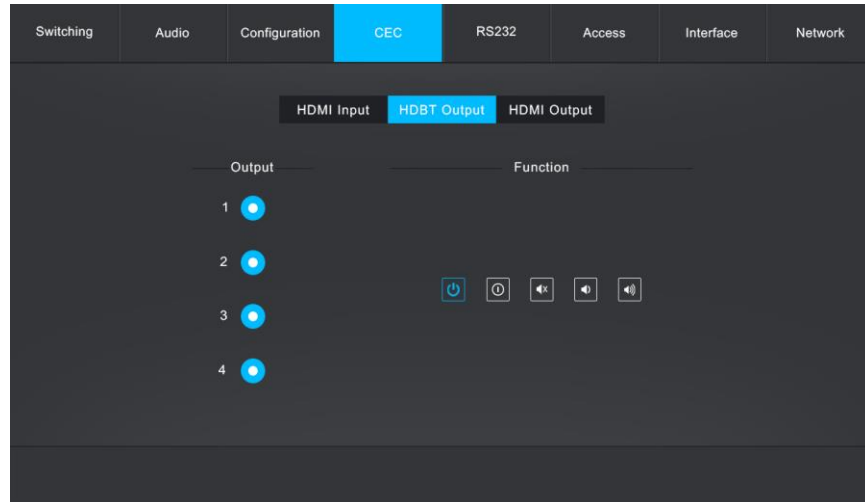 Switching Audio Configuration CEC RS232 Access Interface Network
HDMI Input HDBT Output HDMI Output
Output Function
1
2
3
4